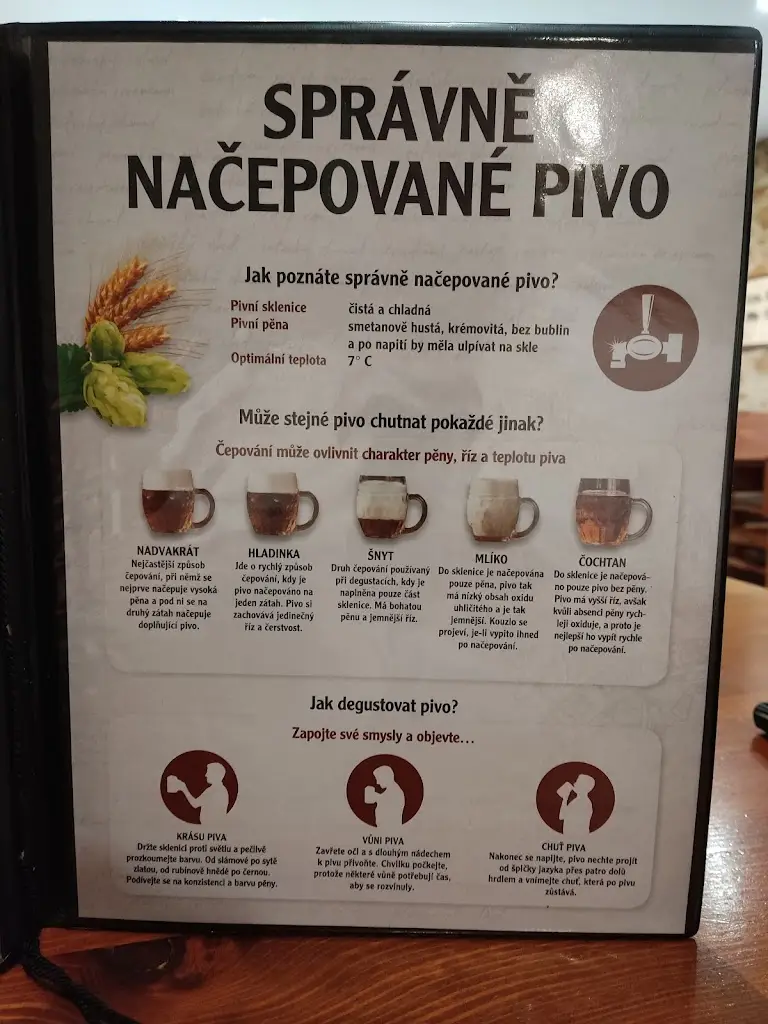 SPRÁVNĚ
NAČEPOVANÉ PIVO
Jak poznáte správně načepované pivo?
Pivní sklenice čistá a chladná
Pivní pěna smetanově hustá, krémovitá, bez bublin
a po napití by měla ulpívat na skle
Optimální teplota 7° C
Může stejné pivo chutnat pokaždé jinak?
Čepování může ovlivnit charakter pěny, říz a teplotu piva
NADVAKRÁT
Nejčastější způsob
čepování, při němž se
nejprve načepuje vysoká
pěna a pod ni se na
druhý zátah načepuje
doplňující pivo.
HLADINKA
Jde o rychlý způsob
čepování, kdy je
pivo načepováno na
jeden zátah. Pivo si
zachovává jedinečný
říz a čerstvost.
ŠNYT
Druh čepování používaný
při degustacích, kdy je
naplněna pouze část
sklenice. Má bohatou
pěnu a jemnější říz.
MLÍKO
Do sklenice je načepována
pouze pěna, pivo tak
má nízký obsah oxidu
uhličitého a je tak
jemnější. Kouzlo se
projeví, je-li vypito ihned
po načepování.
ČOCHTAN
Do sklenice je načepová-
no pouze pivo bez pěny.
Pivo má vyšší říz, avšak
kvůli absenci pěny rych-
leji oxiduje, a proto je
nejlepší ho vypít rychle
po načepování.
Jak degustovat pivo?
Zapojte své smysly a objevte...
KRÁSU PIVA
Držte sklenici proti světlu a pečlivě
prozkoumejte barvu. Od slámově po sytě
zlatou, od rubínově hnědé po černou.
Podívejte se na konzistenci a barvu pěny.
VŮNI PIVA
Zavřete oči a s dlouhým nádechem
k pivu přivoňte. Chvilku počkejte,
protože některé vůně potřebují čas,
aby se rozvinuly.
CHUŤ PIVA
Nakonec se napijte, pivo nechte projít
od špičky jazyka přes patro dolů
hrdlem a vnímejte chuť, která po pivu
zůstává.